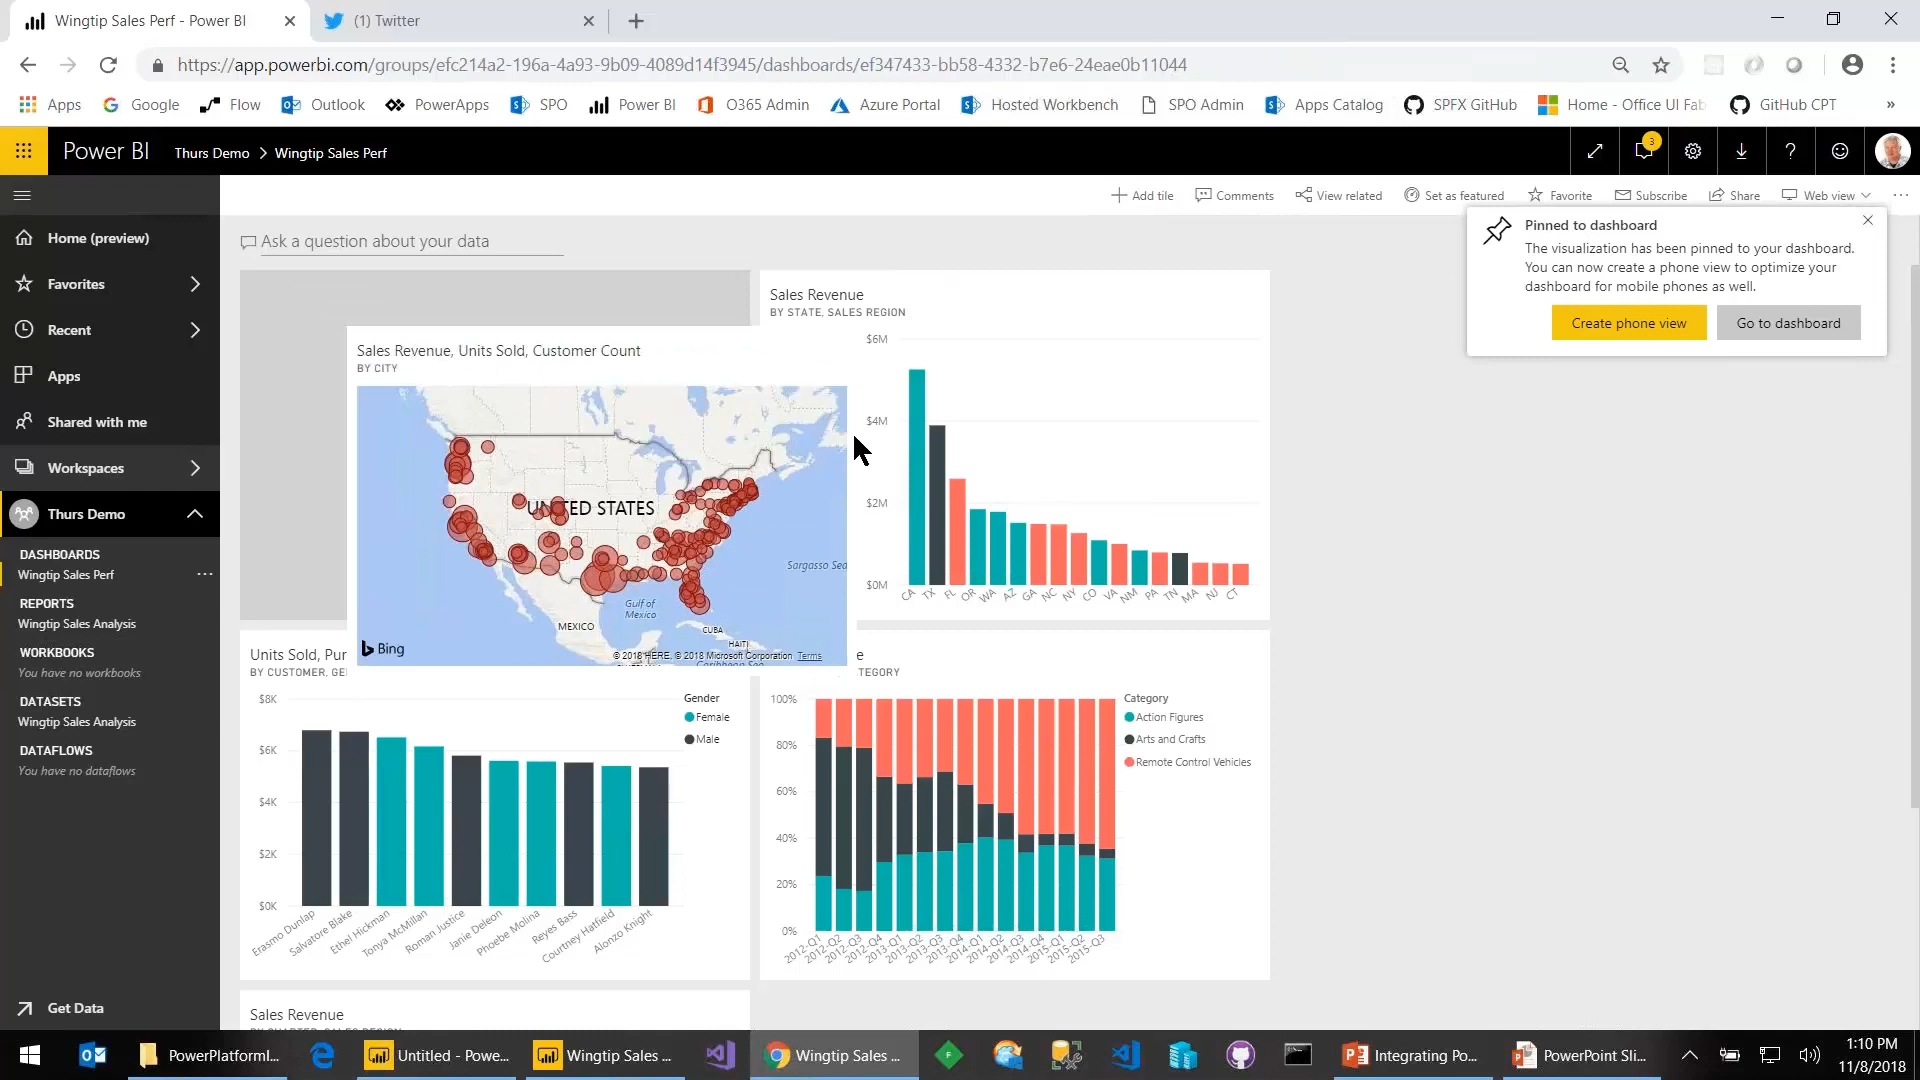 Wingtip Sales Perf - Power BI
(1) Twitter
https://app.powerbi.com/groups/efc214a2-196a-4a93-9b09-4089d14f3945/dashboards/ef347433-bb58-4332-b7e6-24eae0b11044
Apps Google Flow Outlook PowerApps SPO Power BI O365 Admin Azure Portal Hosted Workbench SPO Admin Apps Catalog SPFX GitHub Home - Office UI Fab GitHub CPT »
Power BI Thurs Demo > Wingtip Sales Perf 3
Add tile Comments View related Set as featured Favorite Subscribe Share Web view
Home (preview)
Favorites
Recent
Apps
Shared with me
Workspaces
Thurs Demo
DASHBOARDS
Wingtip Sales Perf
REPORTS
Wingtip Sales Analysis
WORKBOOKS
You have no workbooks
DATASETS
Wingtip Sales Analysis
DATAFLOWS
You have no dataflows
Get Data
Ask a question about your data
Pinned to dashboard
The visualization has been pinned to your dashboard.
You can now create a phone view to optimize your
dashboard for mobile phones as well.
Create phone view
Go to dashboard
Sales Revenue, Units Sold, Customer Count
BY CITY
UNITED STATES
Sargasso Sea
Gulf of
Mexico
MEXICO
CUBA
HAITI
Caribbean Sea
Bing
© 2018 HERE, © 2018 Microsoft Corporation Terms
Sales Revenue
BY STATE, SALES REGION
$6M
$4M
$2M
$0M
CA TX FL OR WA AZ GA NC NY CO VA NM PA TN MA NJ CT
Units Sold, Pur
BY CUSTOMER, GE
$8K
$6K
$4K
$2K
$0K
Gender
Female
Male
Erasmo Dunlap
Salvatore Blake
Ethel Hickman
Tonya McMillan
Roman Justice
Janie Deleon
Phoebe Molina
Reyes Bass
Courtney Hatfield
Alonzo Knight
e
TEGORY
100%
80%
60%
40%
20%
0%
Category
Action Figures
Arts and Crafts
Remote Control Vehicles
2012-Q1 2012-Q2 2012-Q3 2012-Q4 2013-Q1 2013-Q2 2013-Q3 2013-Q4 2014-Q1 2014-Q2 2014-Q3 2014-Q4 2015-Q1 2015-Q2 2015-Q3
Sales Revenue
PowerPlatformI...
Untitled - Powe...
Wingtip Sales ...
Wingtip Sales ...
Integrating Po...
PowerPoint Sli...
1:10 PM
11/8/2018